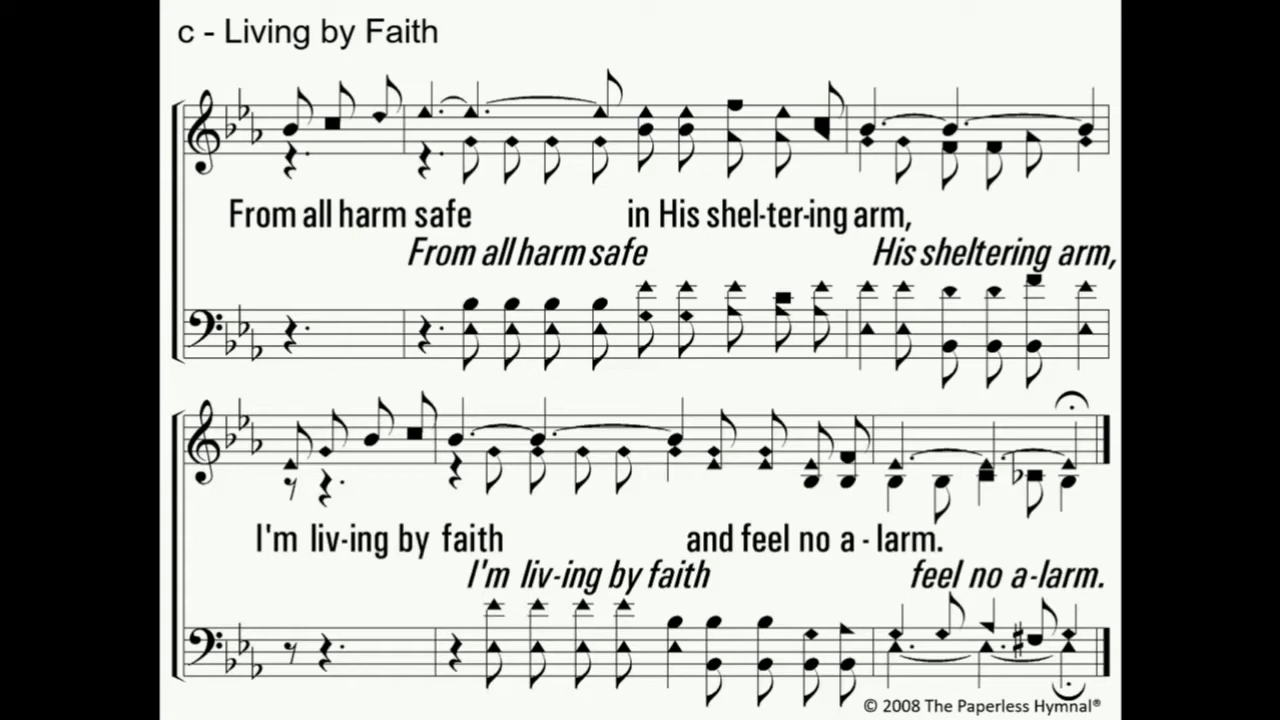 c - Living by Faith
From all harm safe in His shel-ter-ing arm,
From all harm safe His sheltering arm,
I'm liv-ing by faith and feel no a - larm.
I'm liv-ing by faith feel no a-larm.
© 2008 The Paperless Hymnal®